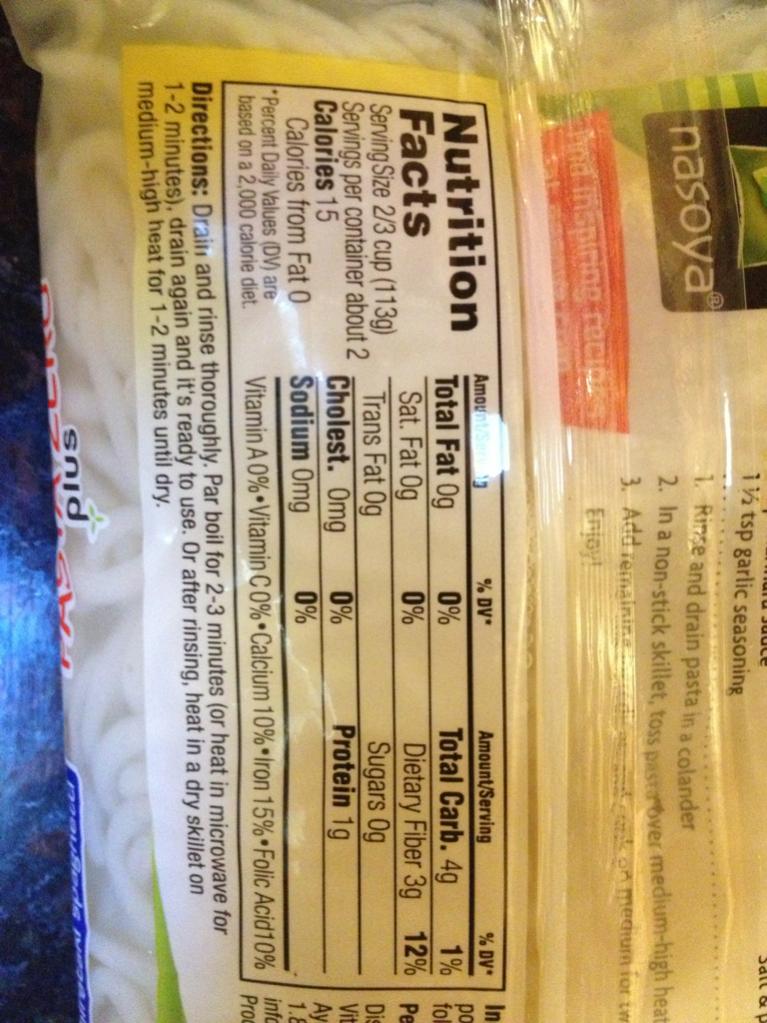 nasoya®
1 ½ tsp garlic seasoning
1. Rinse and drain pasta in a colander
2. In a non-stick skillet, toss pasta over medium-high heat
3. Add remaining on medium for
Enjoy!
Nutrition
Facts
Serving Size 2/3 cup (113g)
Servings per container about 2
Calories 15
Calories from Fat 0
*Percent Daily Values (DV) are
based on a 2,000 calorie diet.
Amount/Serving % DV*
Total Fat 0g 0%
Sat. Fat 0g 0%
Trans Fat 0g
Cholest. 0mg 0%
Sodium 0mg 0%
Amount/Serving % DV*
Total Carb. 4g 1%
Dietary Fiber 3g 12%
Sugars 0g
Protein 1g
Vitamin A 0%•Vitamin C 0%•Calcium 10%•Iron 15%•Folic Acid 10%
Directions: Drain and rinse thoroughly. Par boil for 2-3 minutes (or heat in microwave for
1-2 minutes), drain again and it's ready to use. Or after rinsing, heat in a dry skillet on
medium-high heat for 1-2 minutes until dry.
plus